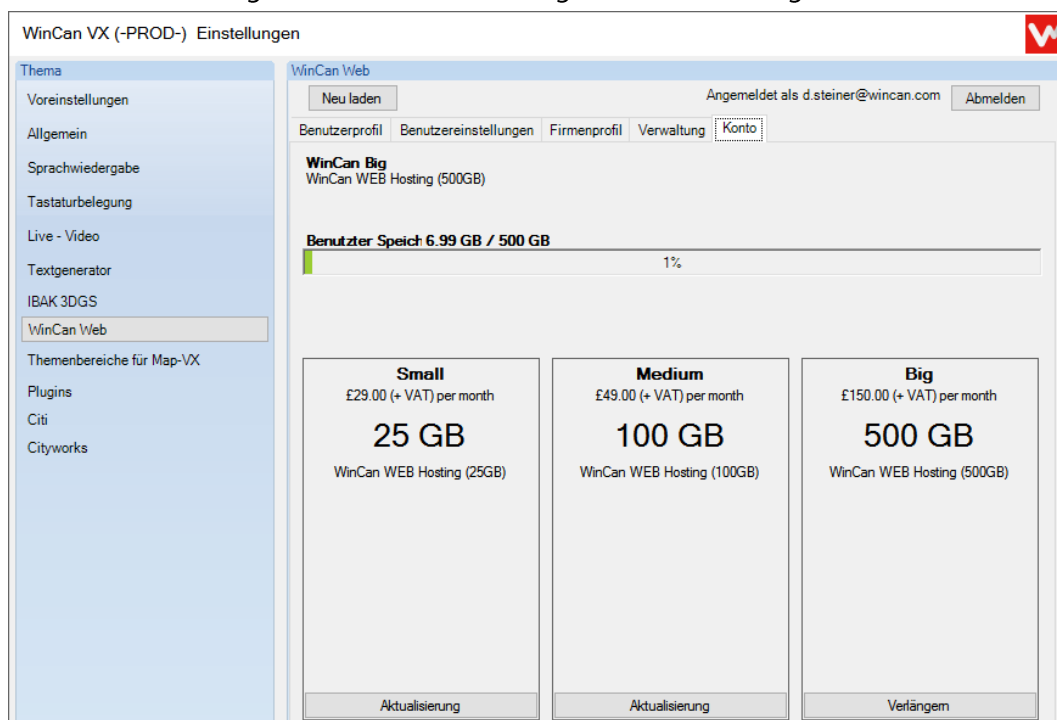 WinCan VX (-PROD-) Einstellungen
Thema
Voreinstellungen
Allgemein
Sprachwiedergabe
Tastaturbelegung
Live - Video
Textgenerator
IBAK 3DGS
WinCan Web
Themenbereiche für Map-VX
Plugins
Citi
Cityworks
WinCan Web
Neu laden
Angemeldet als d.steiner@wincan.com
Abmelden
Benutzerprofil Benutzereinstellungen Firmenprofil Verwaltung Konto
WinCan Big
WinCan WEB Hosting (500GB)
Benutzter Speich 6.99 GB / 500 GB
1%
Small
£29.00 (+ VAT) per month
25 GB
WinCan WEB Hosting (25GB)
Aktualisierung
Medium
£49.00 (+ VAT) per month
100 GB
WinCan WEB Hosting (100GB)
Aktualisierung
Big
£150.00 (+ VAT) per month
500 GB
WinCan WEB Hosting (500GB)
Verlängern